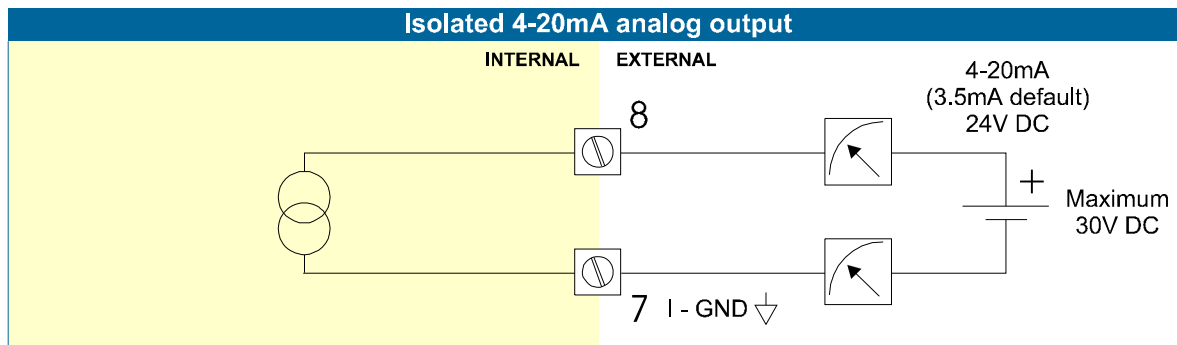 Isolated 4-20mA analog output
INTERNAL EXTERNAL
4-20mA
(3.5mA default)
24V DC
8
+
Maximum
30V DC
7 I - GND